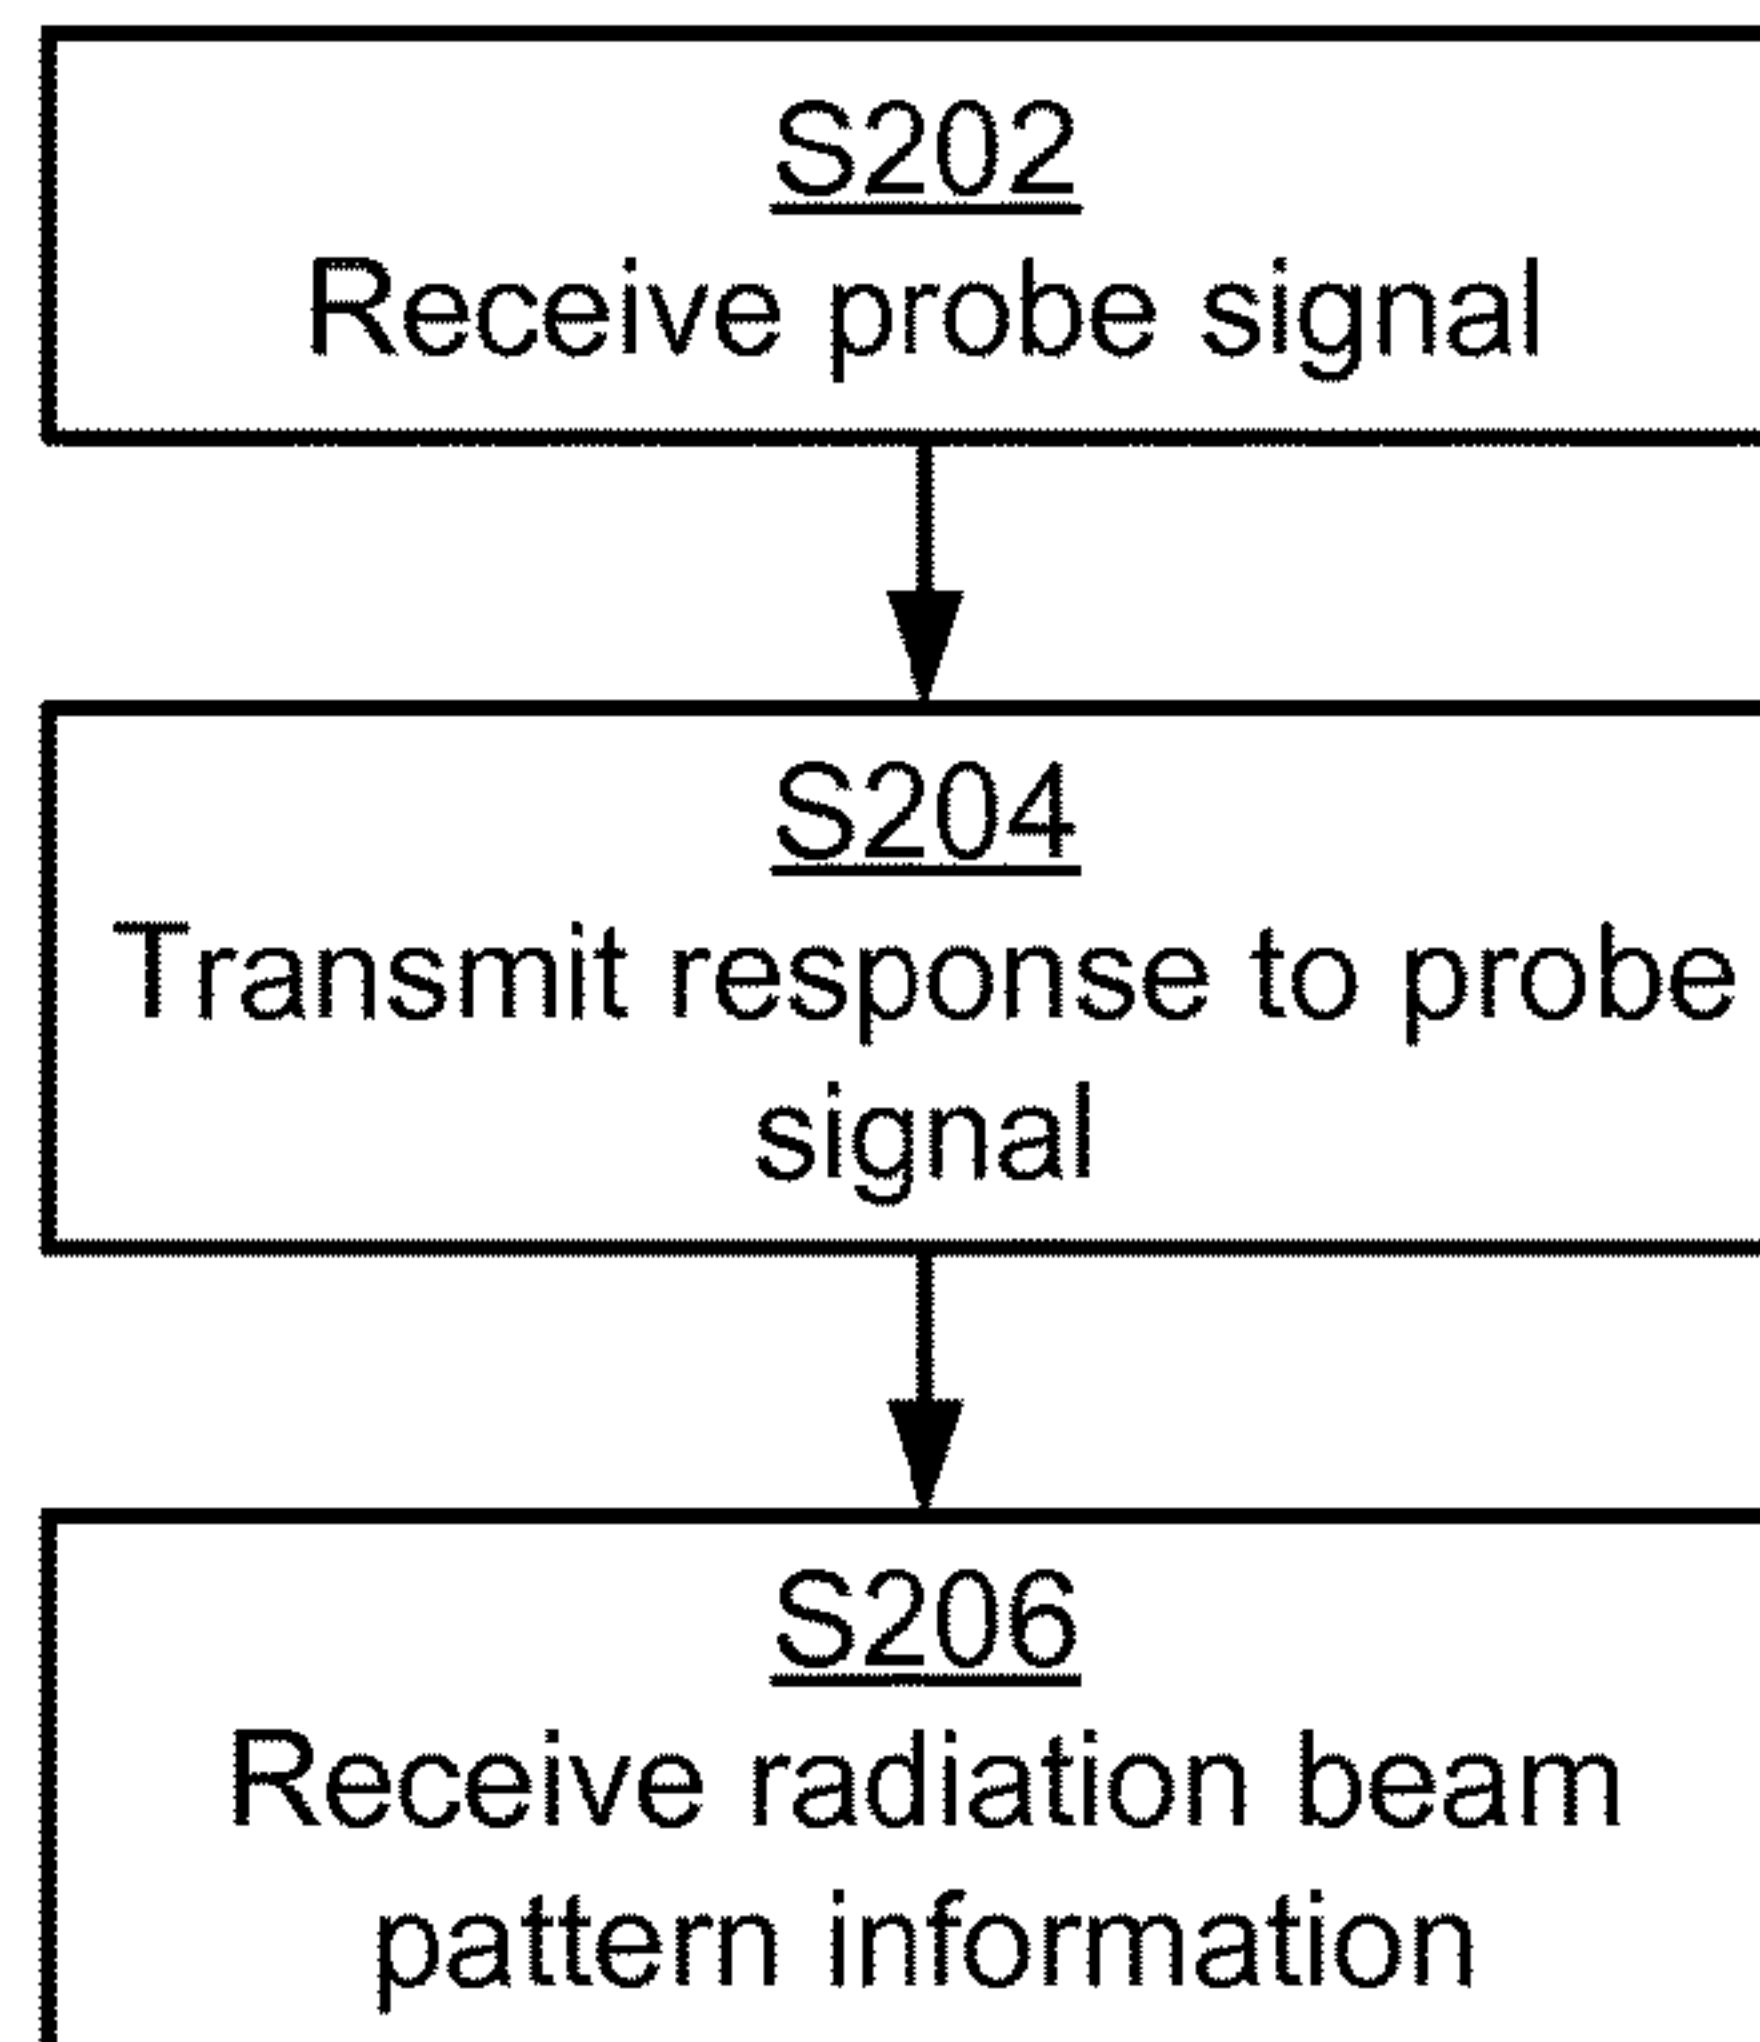 S202
Receive probe signal
S204
Transmit response to probe
signal
S206
Receive radiation beam
pattern information